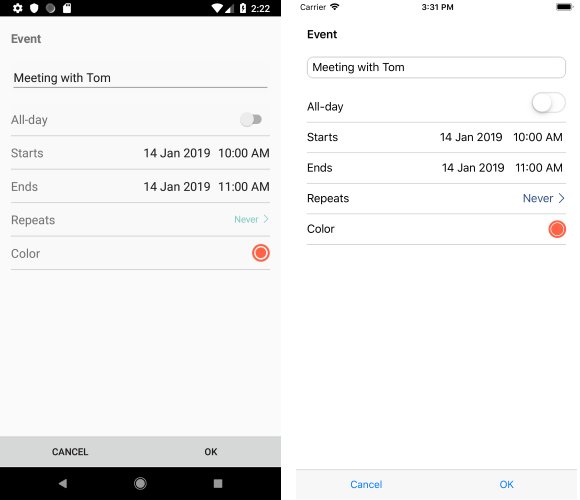 2:22
Event
Meeting with Tom
All-day
Starts 14 Jan 2019 10:00 AM
Ends 14 Jan 2019 11:00 AM
Repeats Never
Color
CANCEL OK
Carrier 3:31 PM
Event
Meeting with Tom
All-day
Starts 14 Jan 2019 10:00 AM
Ends 14 Jan 2019 11:00 AM
Repeats Never
Color
Cancel OK